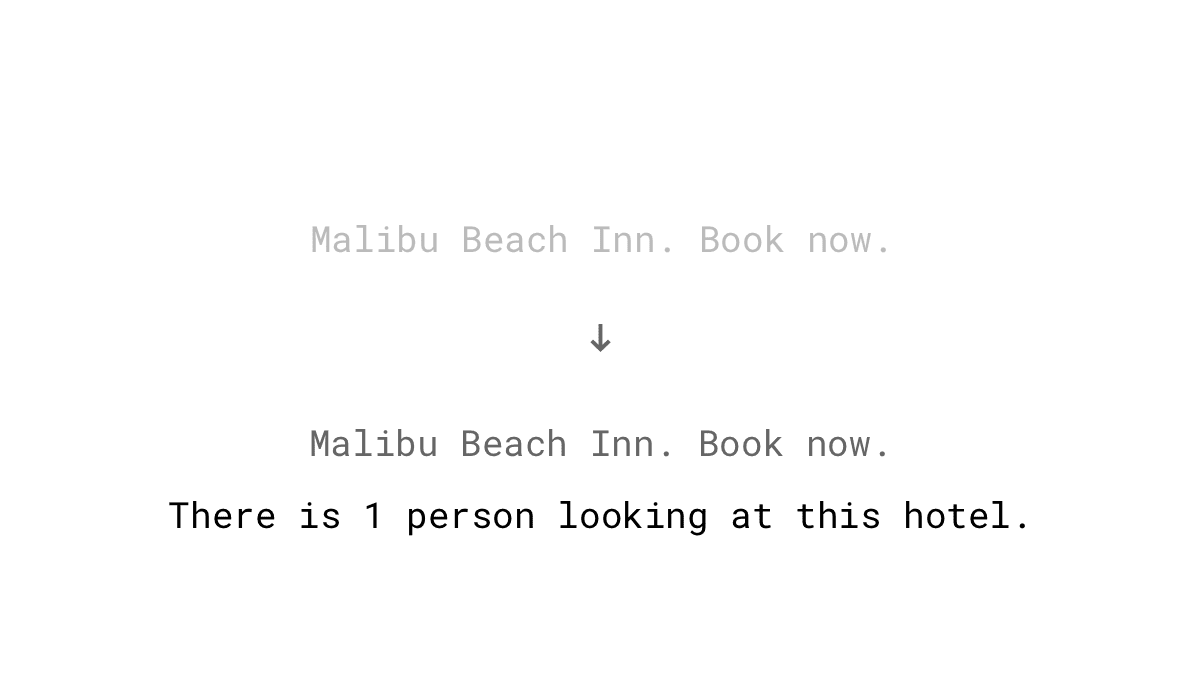 Malibu Beach Inn. Book now.
↓
Malibu Beach Inn. Book now.
There is 1 person looking at this hotel.